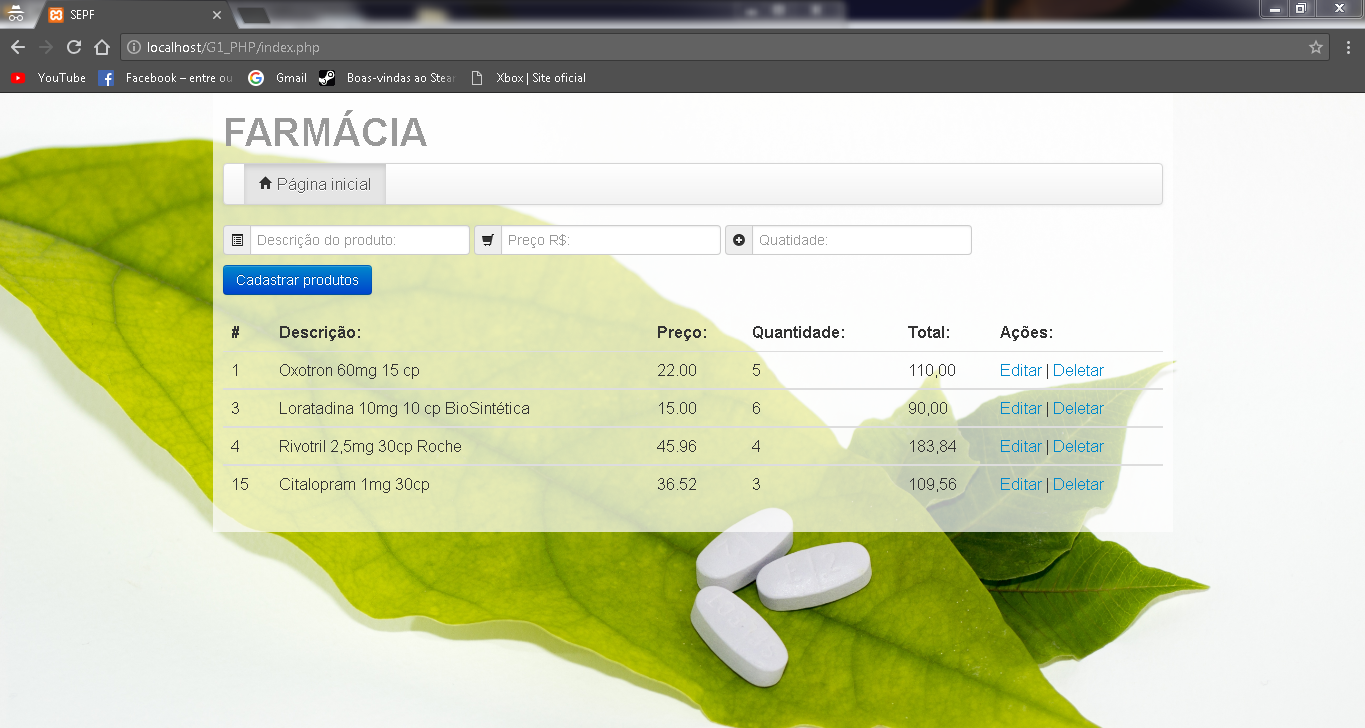 SEPF
localhost/G1_PHP/index.php
YouTube Facebook – entre ou Gmail Boas-vindas ao Stea Xbox | Site oficial
FARMÁCIA
Página inicial
Descrição do produto: Preço R$: Quatidade:
Cadastrar produtos
# Descrição: Preço: Quantidade: Total: Ações:
1 Oxotron 60mg 15 cp 22.00 5 110,00 Editar | Deletar
3 Loratadina 10mg 10 cp BioSintética 15.00 6 90,00 Editar | Deletar
4 Rivotril 2,5mg 30cp Roche 45.96 4 183,84 Editar | Deletar
15 Citalopram 1mg 30cp 36.52 3 109,56 Editar | Deletar